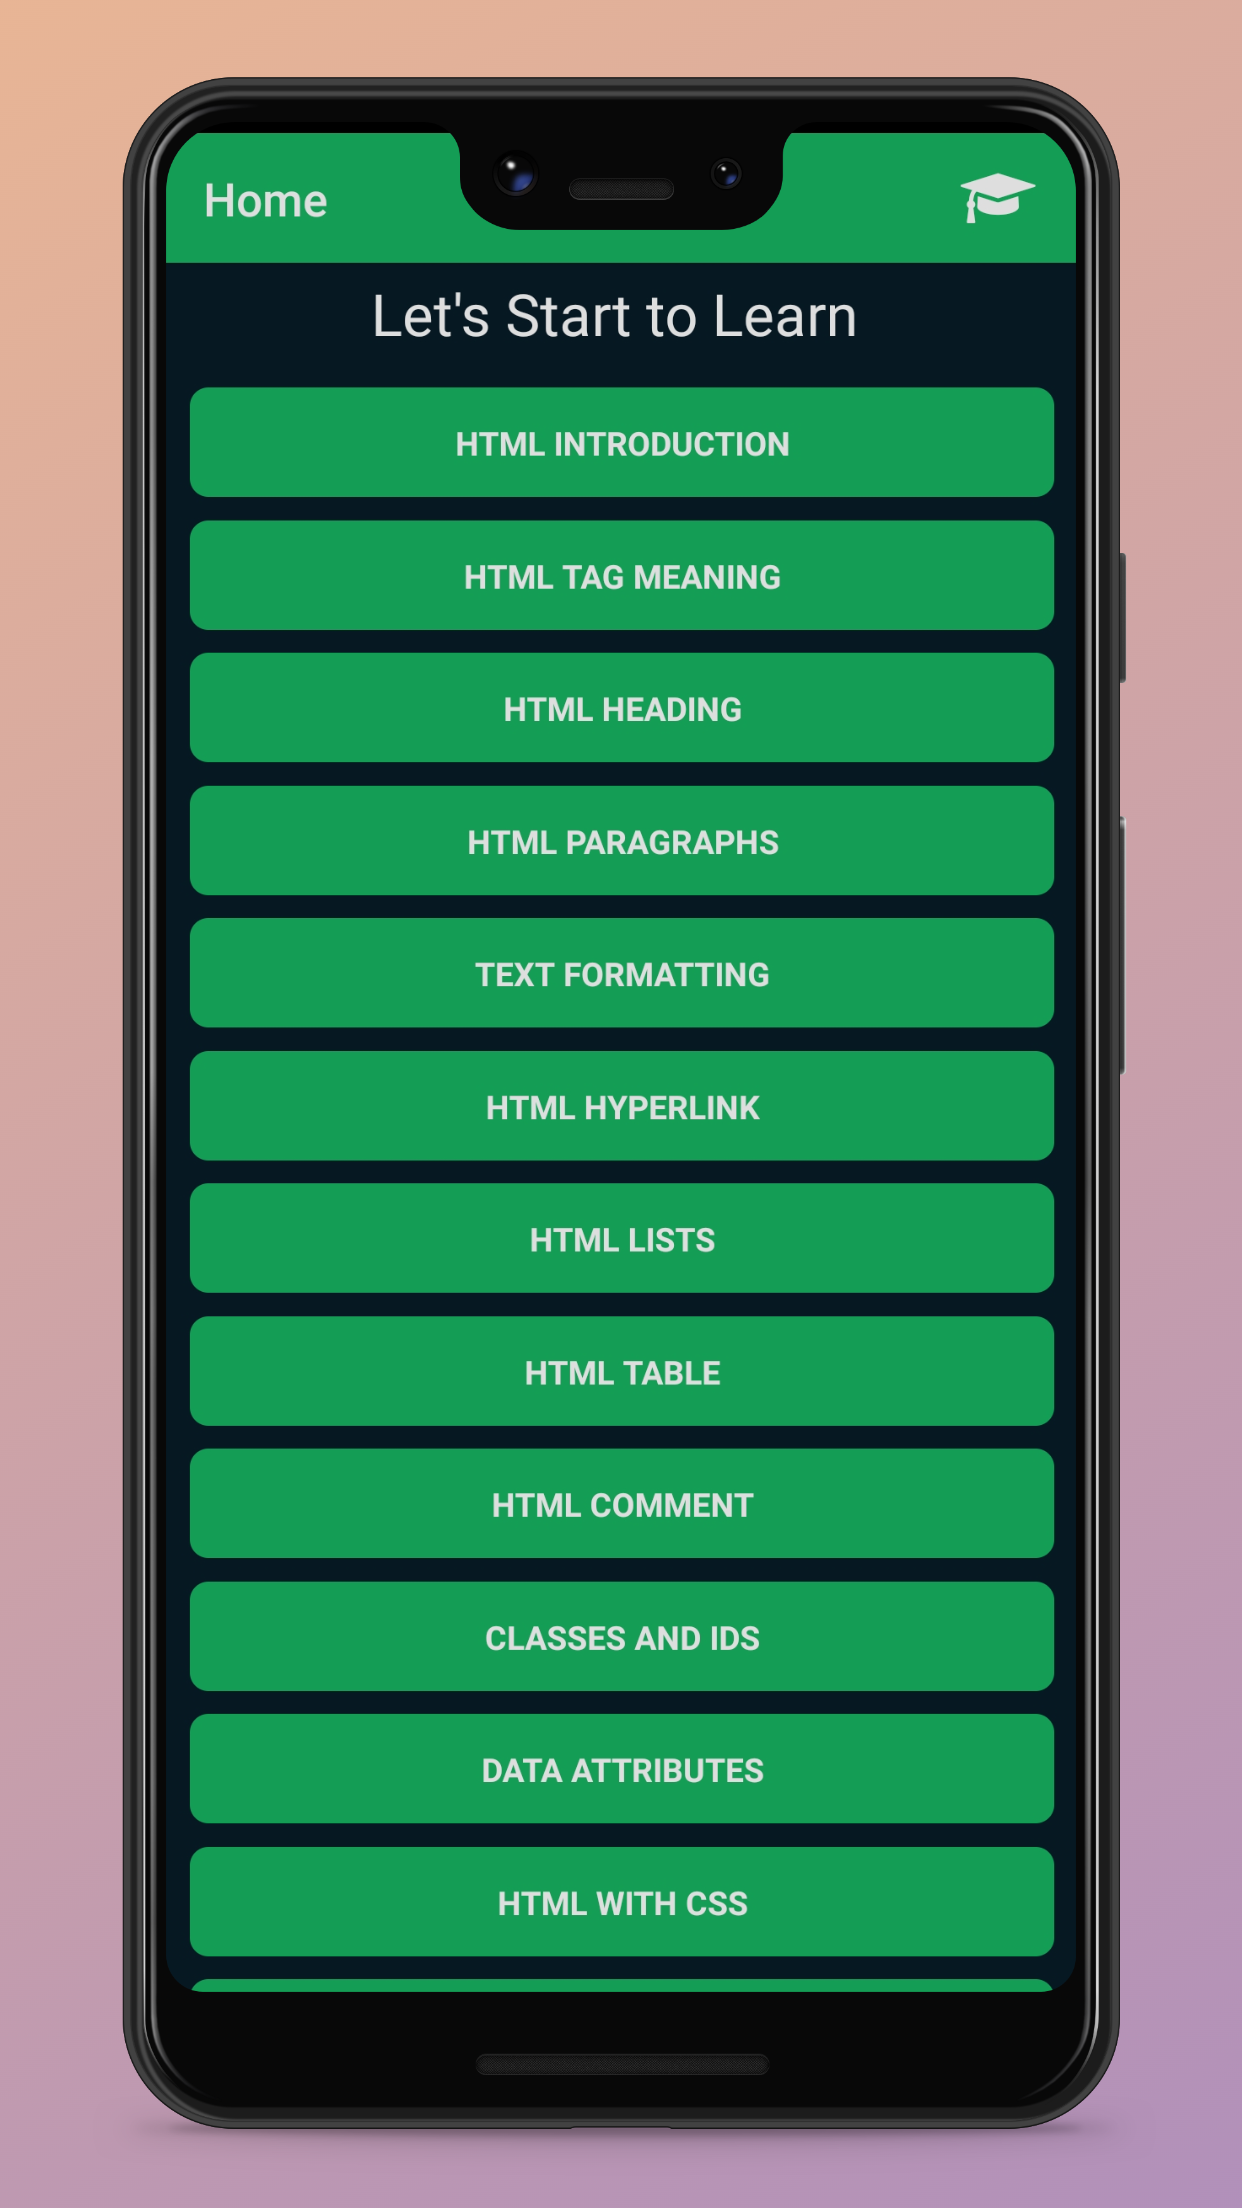 Home
Let's Start to Learn
HTML INTRODUCTION
HTML TAG MEANING
HTML HEADING
HTML PARAGRAPHS
TEXT FORMATTING
HTML HYPERLINK
HTML LISTS
HTML TABLE
HTML COMMENT
CLASSES AND IDS
DATA ATTRIBUTES
HTML WITH CSS